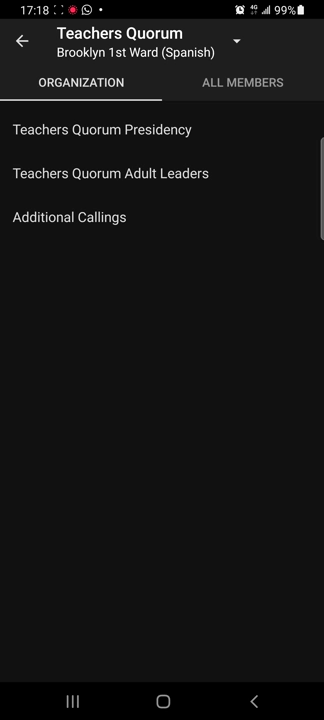 17:18
4G
99%
Teachers Quorum
Brooklyn 1st Ward (Spanish)
ORGANIZATION
ALL MEMBERS
Teachers Quorum Presidency
Teachers Quorum Adult Leaders
Additional Callings